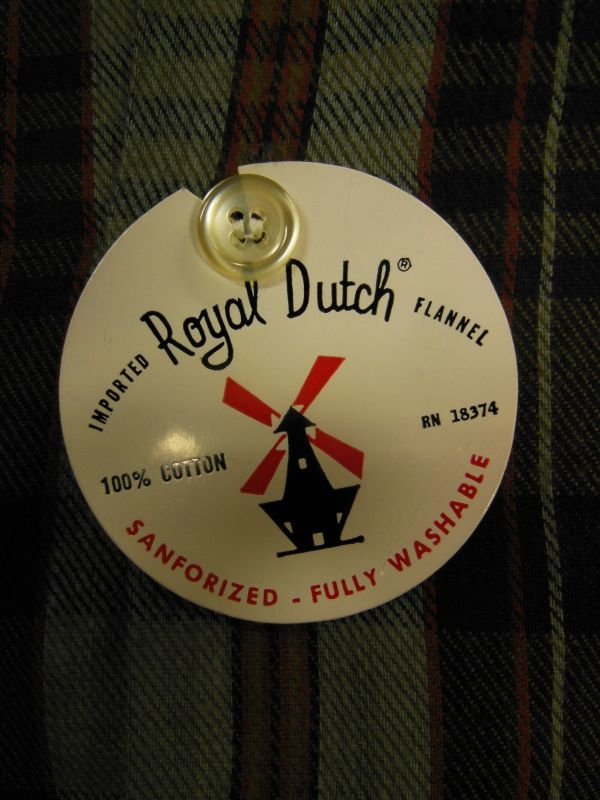 IMPORTED Royal Dutch® FLANNEL
RN 18374
100% COTTON
SANFORIZED - FULLY WASHABLE